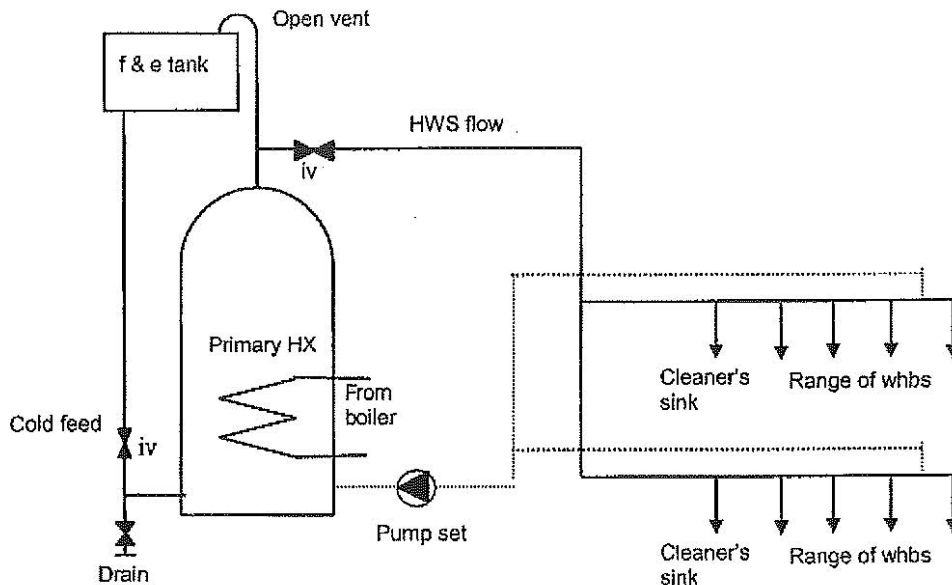 Open vent
f & e tank
HWS flow
iv
Primary HX
From
boiler
Cleaner's
sink
Range of whbs
Cold feed
iv
Pump set
Drain
Cleaner's
sink
Range of whbs